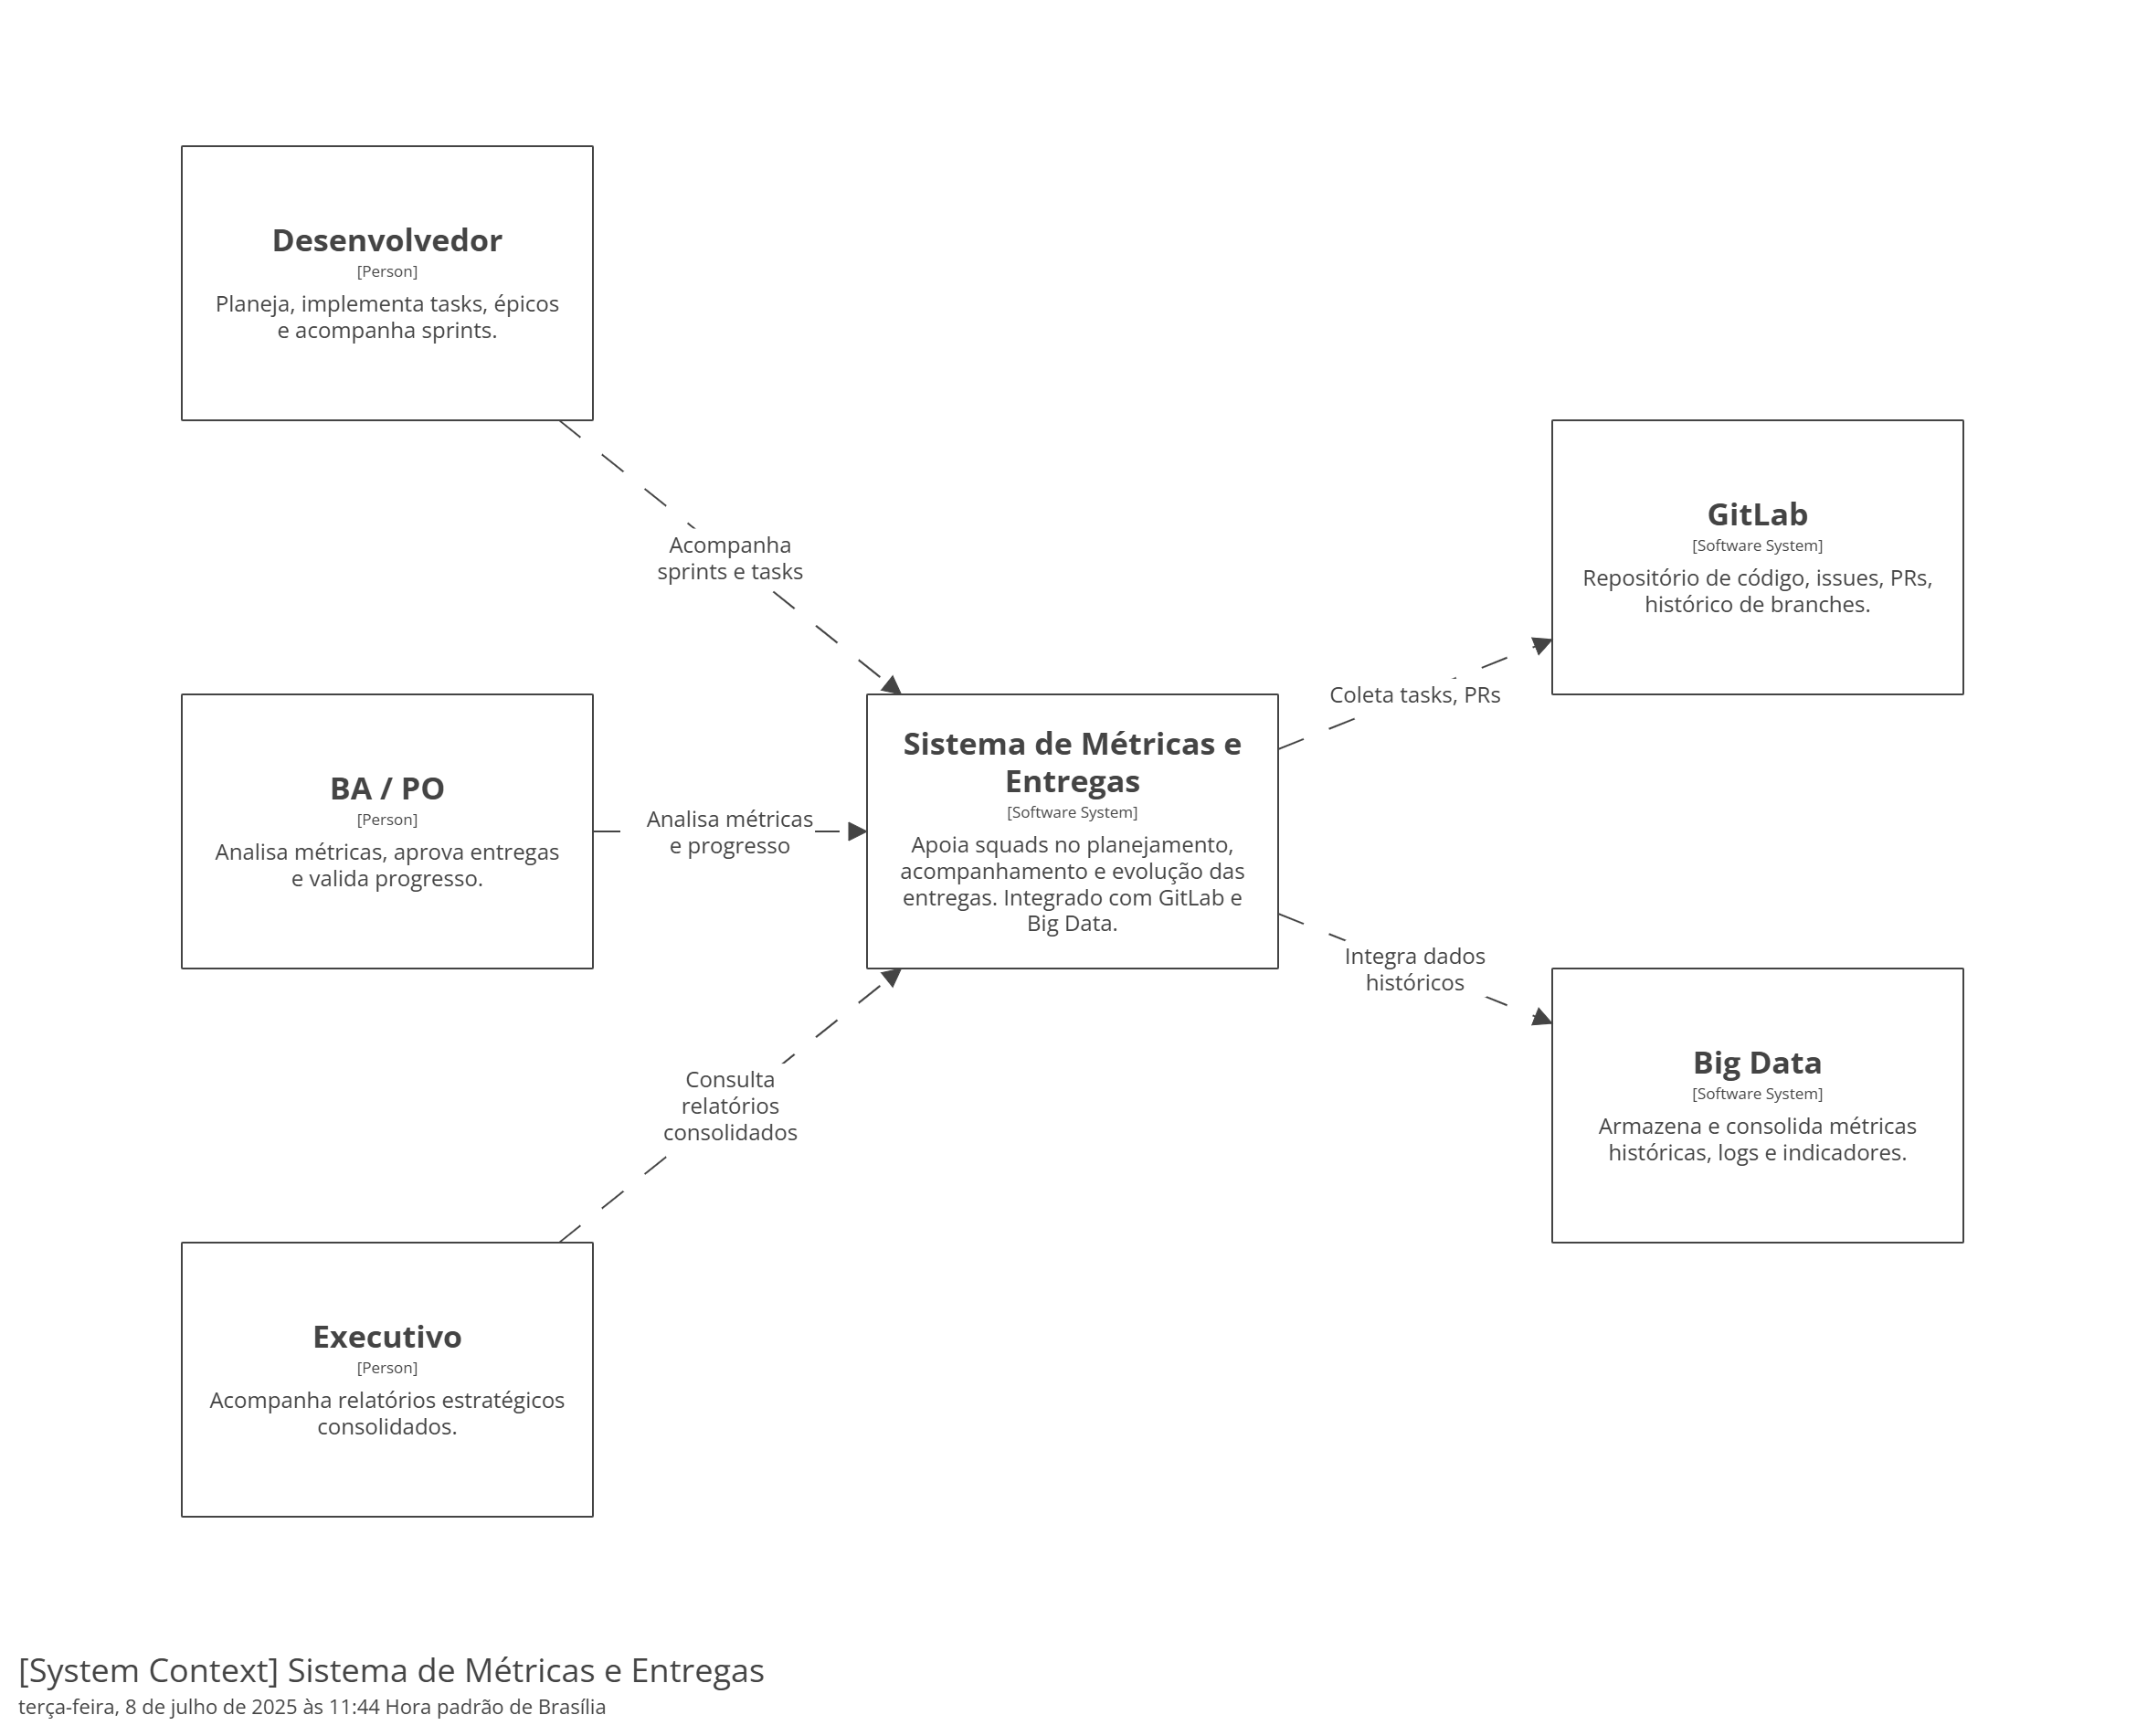 Desenvolvedor
[Person]
Planeja, implementa tasks, épicos
e acompanha sprints.
Acompanha
sprints e tasks
GitLab
[Software System]
Repositório de código, issues, PRs,
histórico de branches.
Coleta tasks, PRs
BA / PO
[Person]
Analisa métricas, aprova entregas
e valida progresso.
Analisa métricas
e progresso
Sistema de Métricas e
Entregas
[Software System]
Apoia squads no planejamento,
acompanhamento e evolução das
entregas. Integrado com GitLab e
Big Data.
Integra dados
históricos
Big Data
[Software System]
Armazena e consolida métricas
históricas, logs e indicadores.
Consulta
relatórios
consolidados
Executivo
[Person]
Acompanha relatórios estratégicos
consolidados.
[System Context] Sistema de Métricas e Entregas
terça-feira, 8 de julho de 2025 às 11:44 Hora padrão de Brasília